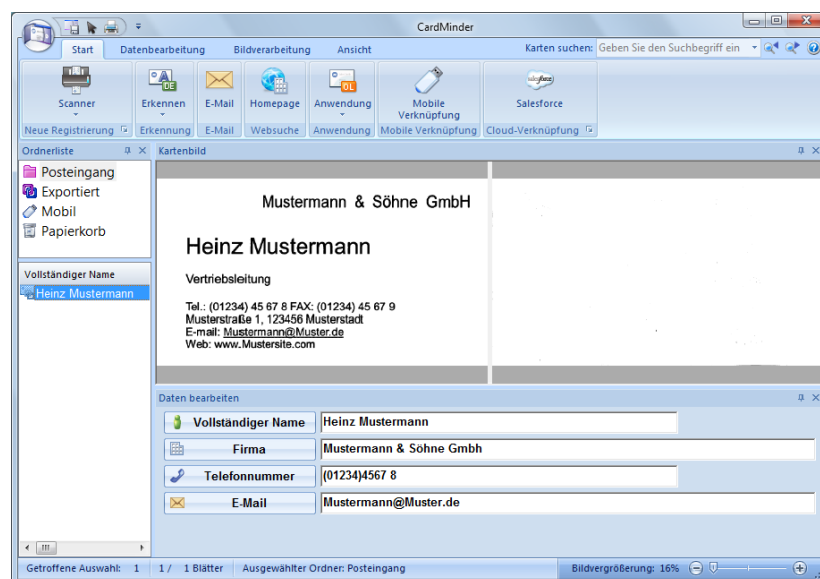 CardMinder
Start Datenbearbeitung Bildverarbeitung Ansicht Karten suchen: Geben Sie den Suchbegriff ein
A DE OL salesforce
Scanner Erkennen E-Mail Homepage Anwendung Mobile Verknüpfung Salesforce
Neue Registrierung Erkennung E-Mail Websuche Anwendung Mobile Verknüpfung Cloud-Verknüpfung
Ordnerliste
Posteingang
Exportiert
Mobil
Papierkorb
Vollständiger Name
Heinz Mustermann
Kartenbild
Mustermann & Söhne GmbH
Heinz Mustermann
Vertriebsleitung
Tel.: (01234) 45 67 8 FAX: (01234) 45 67 9
Musterstraße 1, 123456 Musterstadt
E-mail: Mustermann@Muster.de
Web: www.Mustersite.com
Daten bearbeiten
Vollständiger Name Heinz Mustermann
Firma Mustermann & Söhne Gmbh
Telefonnummer (01234)4567 8
E-Mail Mustermann@Muster.de
Getroffene Auswahl: 1 1 / 1 Blätter Ausgewählter Ordner: Posteingang Bildvergrößerung: 16%